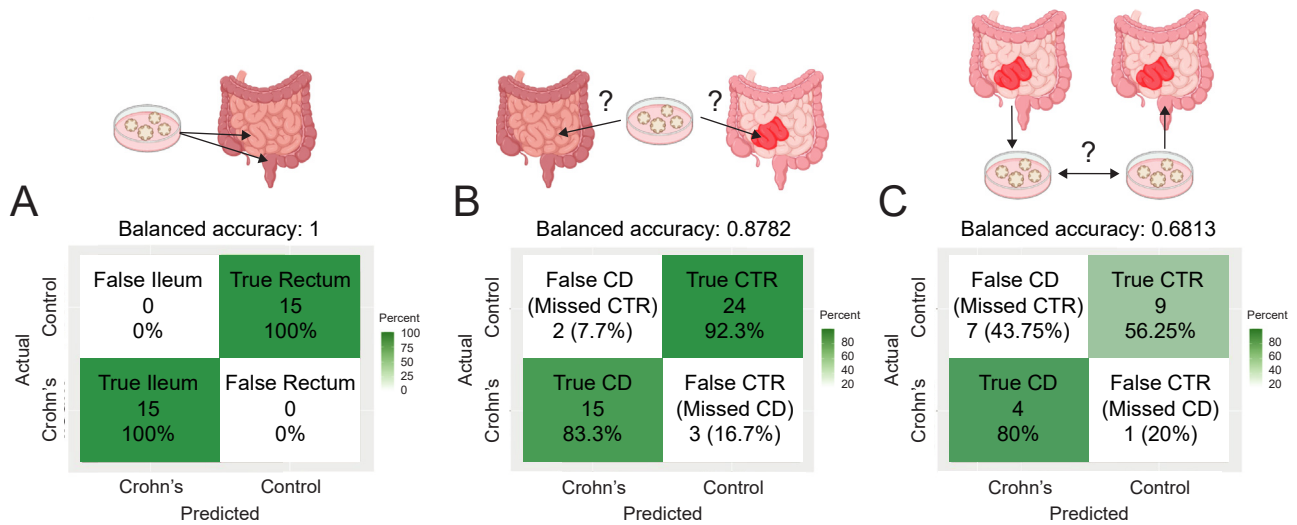 ?
?
?
A
B
C
Balanced accuracy: 1
False Ileum
0
0%
True Rectum
15
100%
True Ileum
15
100%
False Rectum
0
0%
Actual
Control
Crohn's
Crohn's
Control
Predicted
Percent
100
75
50
25
0
Balanced accuracy: 0.8782
False CD
(Missed CTR)
2 (7.7%)
True CTR
24
92.3%
True CD
15
83.3%
False CTR
(Missed CD)
3 (16.7%)
Actual
Control
Crohn's
Crohn's
Control
Predicted
Percent
80
60
40
20
Balanced accuracy: 0.6813
False CD
(Missed CTR)
7 (43.75%)
True CTR
9
56.25%
True CD
4
80%
False CTR
(Missed CD)
1 (20%)
Actual
Control
Crohn's
Crohn's
Control
Predicted
Percent
80
60
40
20